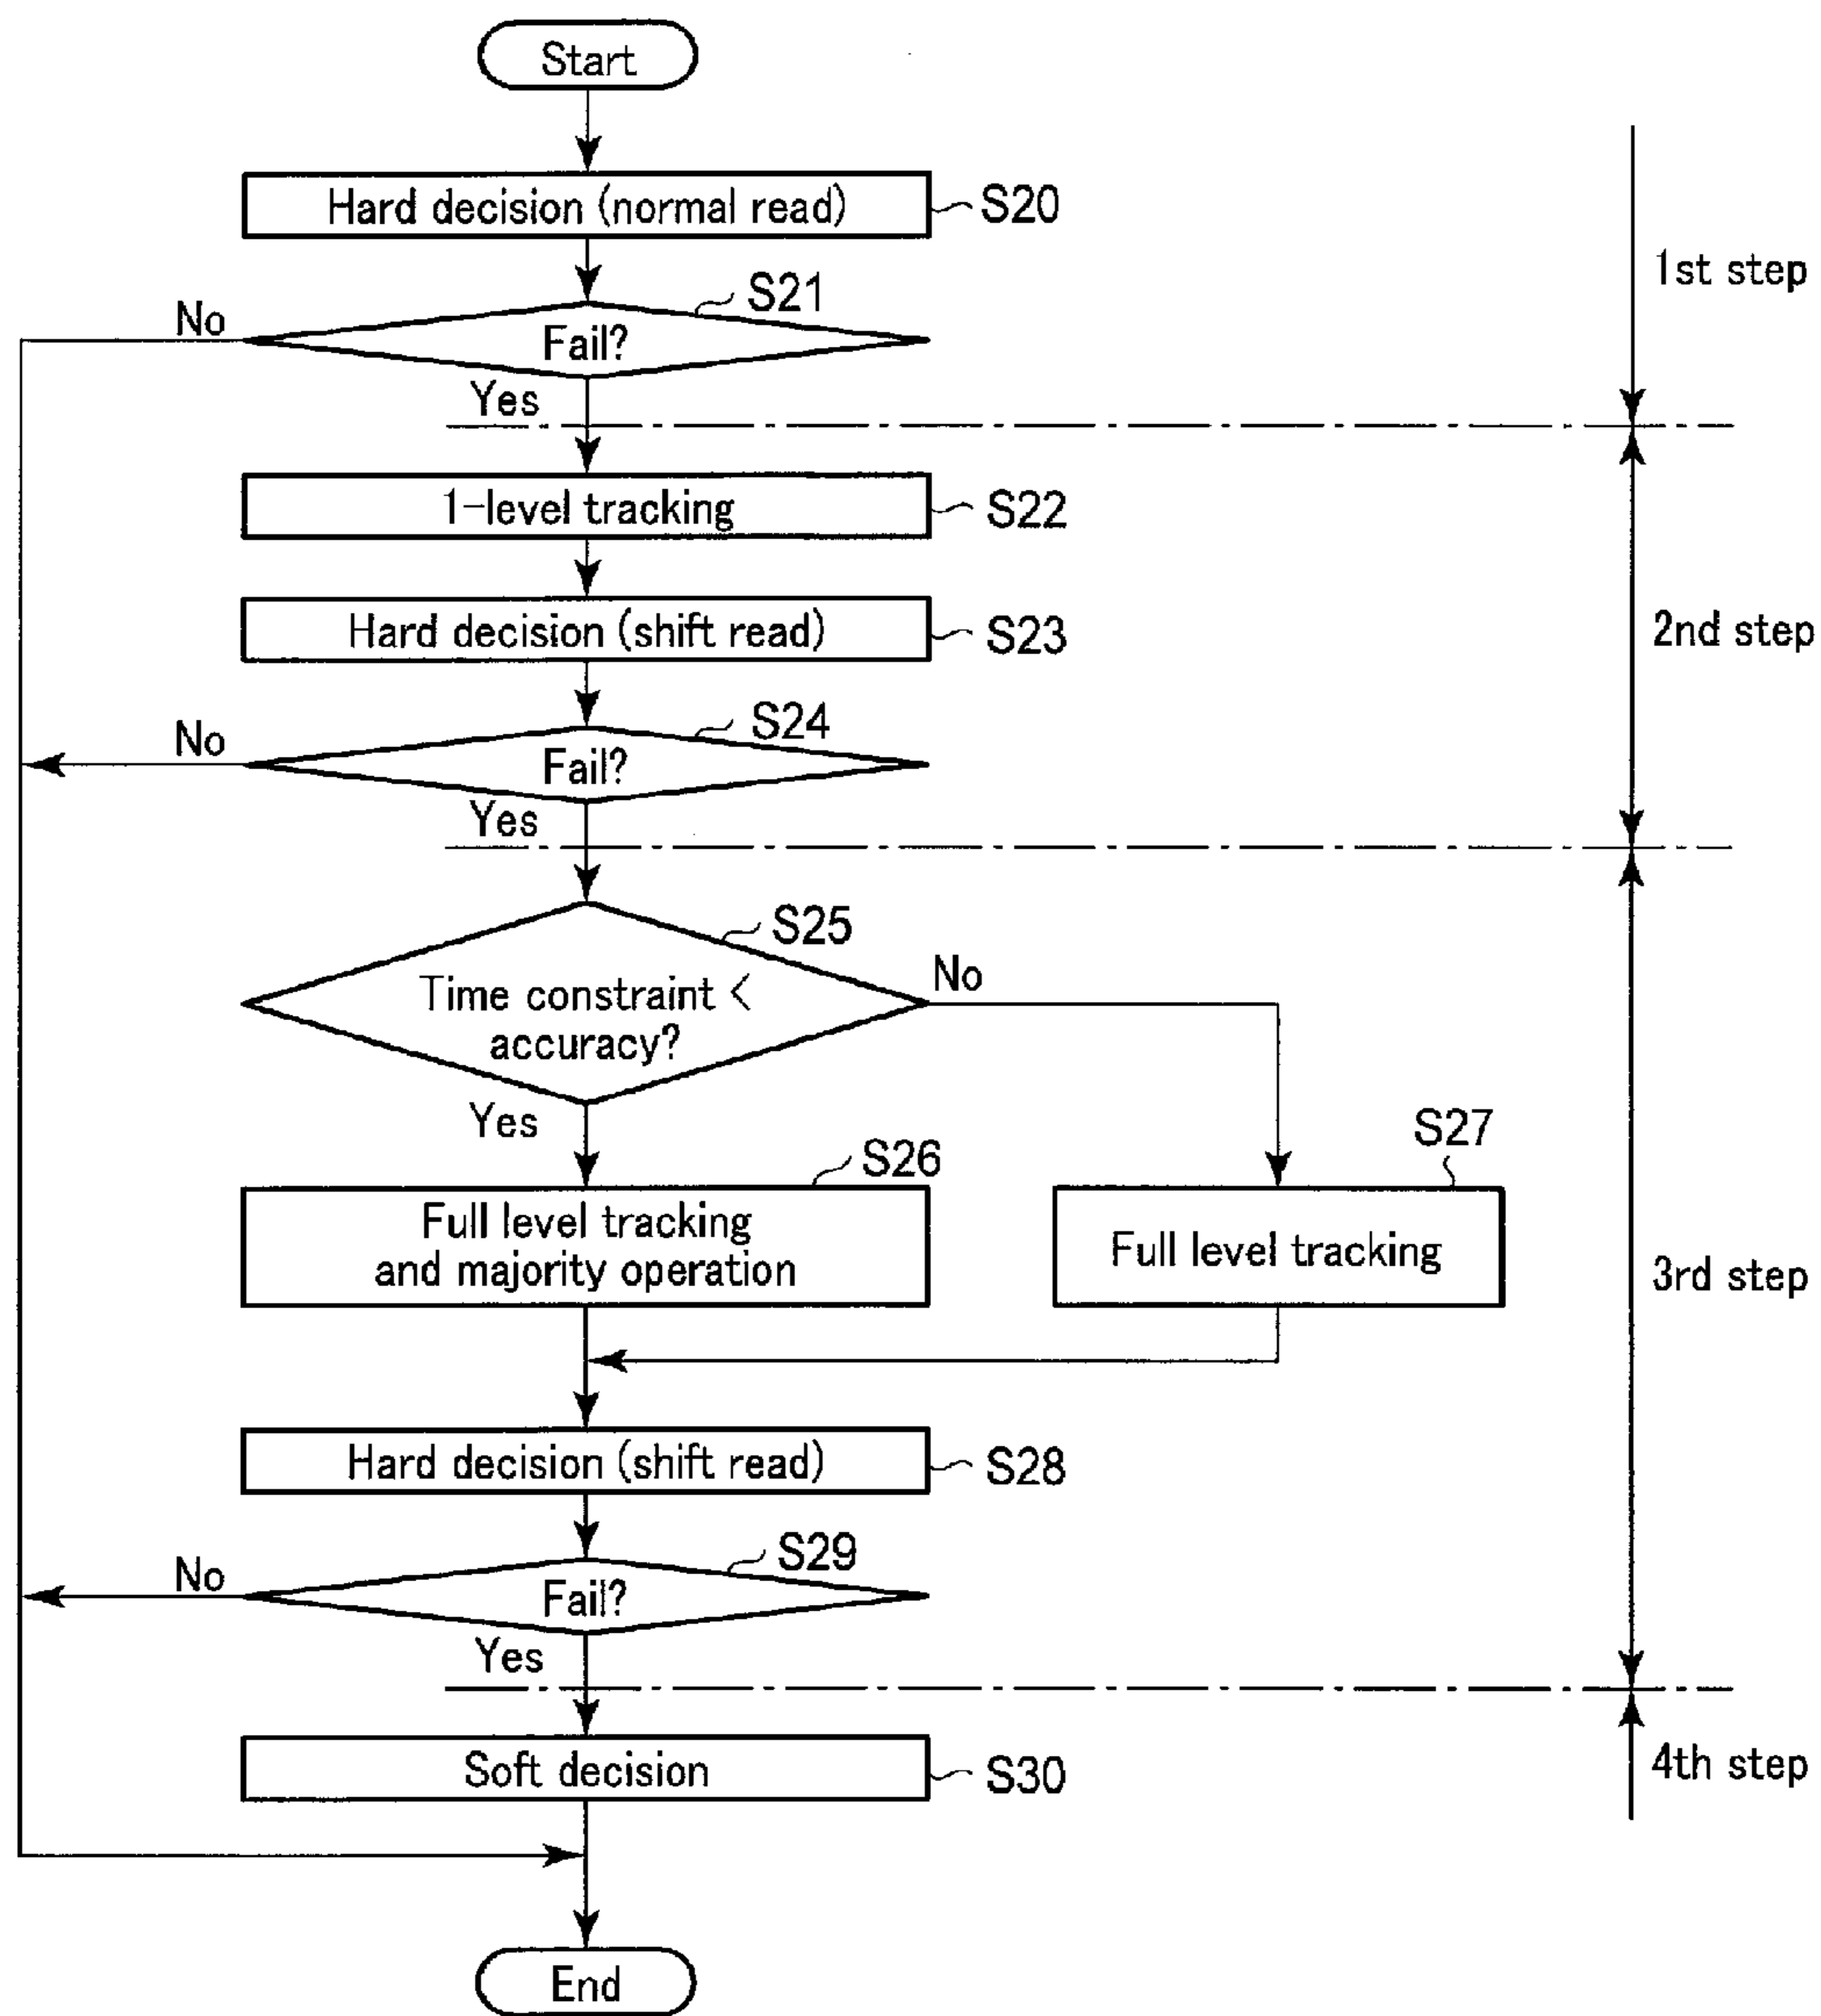 Start
Hard decision (normal read)
S20
1st step
S21
No
Fail?
Yes
1-level tracking
S22
Hard decision (shift read)
S23
2nd step
S24
No
Fail?
Yes
S25
Time constraint <
accuracy?
No
Yes
S26
S27
Full level tracking
and majority operation
Full level tracking
3rd step
Hard decision (shift read)
S28
S29
No
Fail?
Yes
Soft decision
S30
4th step
End